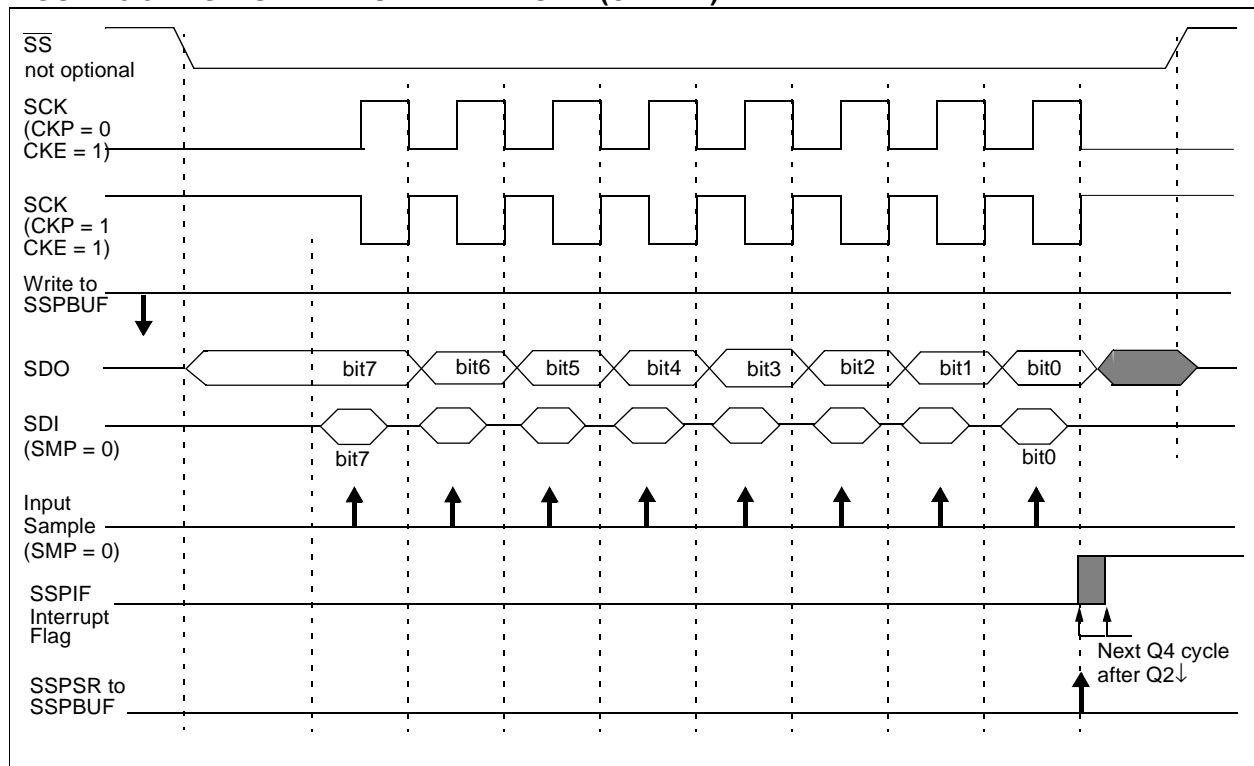 SS
not optional
SCK
(CKP = 0
CKE = 1)
SCK
(CKP = 1
CKE = 1)
Write to
SSPBUF
SDO
bit7 bit6 bit5 bit4 bit3 bit2 bit1 bit0
SDI
(SMP = 0)
bit7 bit0
Input
Sample
(SMP = 0)
SSPIF
Interrupt
Flag
Next Q4 cycle
after Q2↓
SSPSR to
SSPBUF